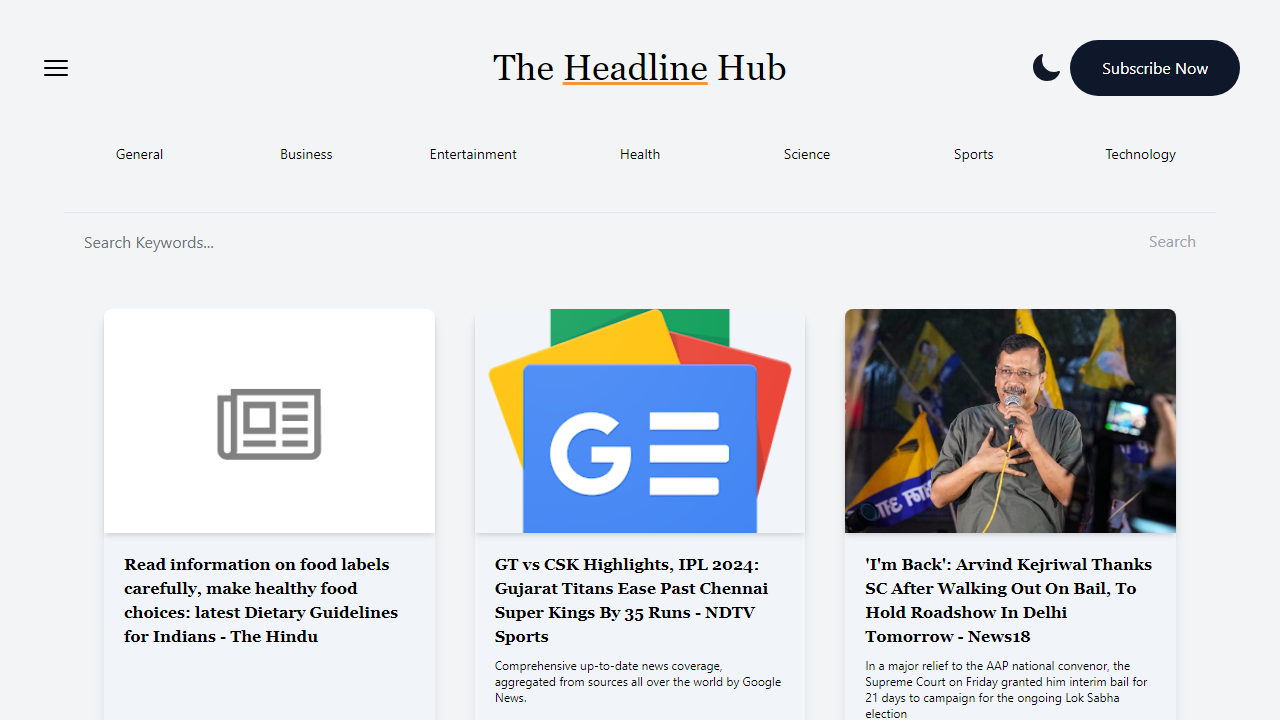 The Headline Hub
Subscribe Now
General
Business
Entertainment
Health
Science
Sports
Technology
Search Keywords...
Search
Read information on food labels
carefully, make healthy food
choices: latest Dietary Guidelines
for Indians - The Hindu
G
GT vs CSK Highlights, IPL 2024:
Gujarat Titans Ease Past Chennai
Super Kings By 35 Runs - NDTV
Sports
Comprehensive up-to-date news coverage,
aggregated from sources all over the world by Google
News.
'I'm Back': Arvind Kejriwal Thanks
SC After Walking Out On Bail, To
Hold Roadshow In Delhi
Tomorrow - News18
In a major relief to the AAP national convenor, the
Supreme Court on Friday granted him interim bail for
21 days to campaign for the ongoing Lok Sabha
election